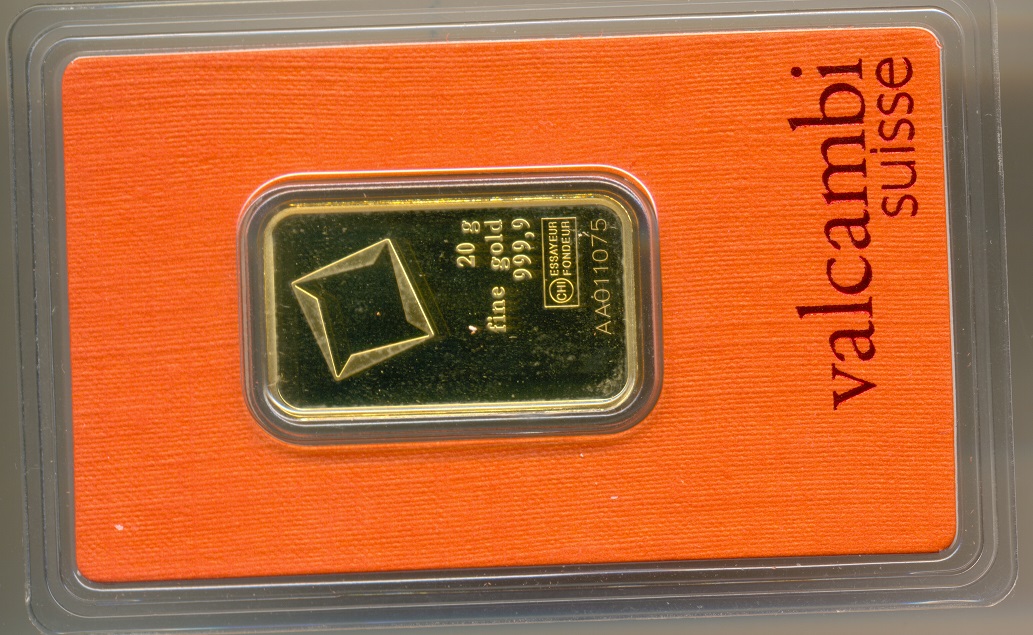 valcambi
suisse
20 g
fine gold
999,9
CHI ESSAYEUR
FONDEUR
AA011075